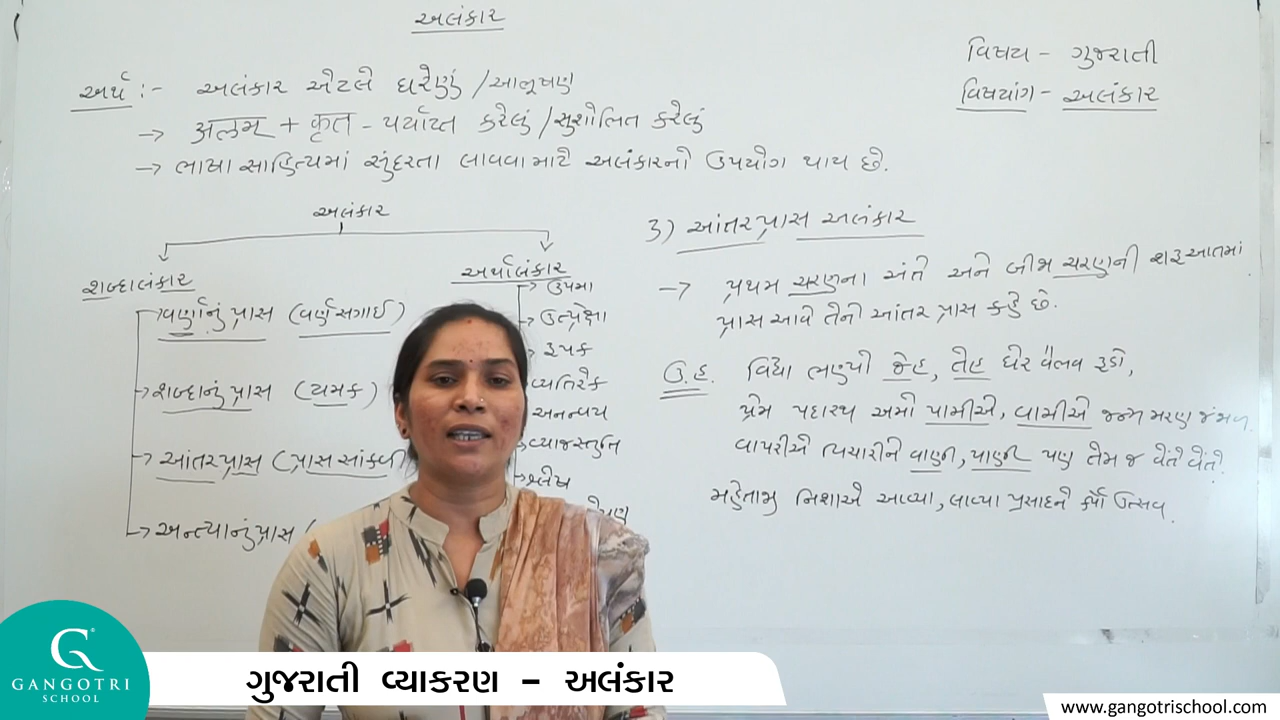 અલંકાર
વિષય - ગુજરાતી
વિષયાંગ - અલંકાર
અર્થ :- અલંકાર એટલે ઘરેણું / આભૂષણ
→ अलम + कृत - પર્યાપ્ત કરેલું / સુશોભિત કરેલું
→ ભાષા સાહિત્યમાં સુંદરતા લાવવા માટે અલંકારનો ઉપયોગ થાય છે.
અલંકાર
શબ્દાલંકાર
→ વર્ણાનુંપ્રાસ (વર્ણસગાઈ)
→ શબ્દાનુંપ્રાસ (યમક)
→ આંતરપ્રાસ (પ્રાસસાંકળી
→ અન્ત્યાનુંપ્રાસ (
અર્થાલંકાર
→ ઉપમા
→ ઉત્પ્રેક્ષા
રૂપક
વ્યતિરેક
અનન્વય
→ વ્યાજસ્તુતિ
→ શ્લેષ
3) આંતરપ્રાસ અલંકાર
→ પ્રથમ ચરણના અંતે અને બીજા ચરણની શરૂઆતમાં
પ્રાસ આવે તેને આંતર પ્રાસ કહે છે.
ઉ.દ. વિદ્યા ભણ્યો જેહ, તેહ ઘેર વૈભવ રૂડો,
પ્રેમ પદારથ અમો પામીએ, વામીએ જન્મ મરણ જંજાળ.
વાપરીએ વિચારીને વાણી, પાણી પણ તેમ જ વેંતે વેંતે.
મહેતાજી નિશાએ આવ્યા, લાવ્યા પ્રસાદને કર્યો ઉત્સવ.
GANGOTRI
SCHOOL
ગુજરાતી વ્યાકરણ – અલંકાર
www.gangotrischool.com